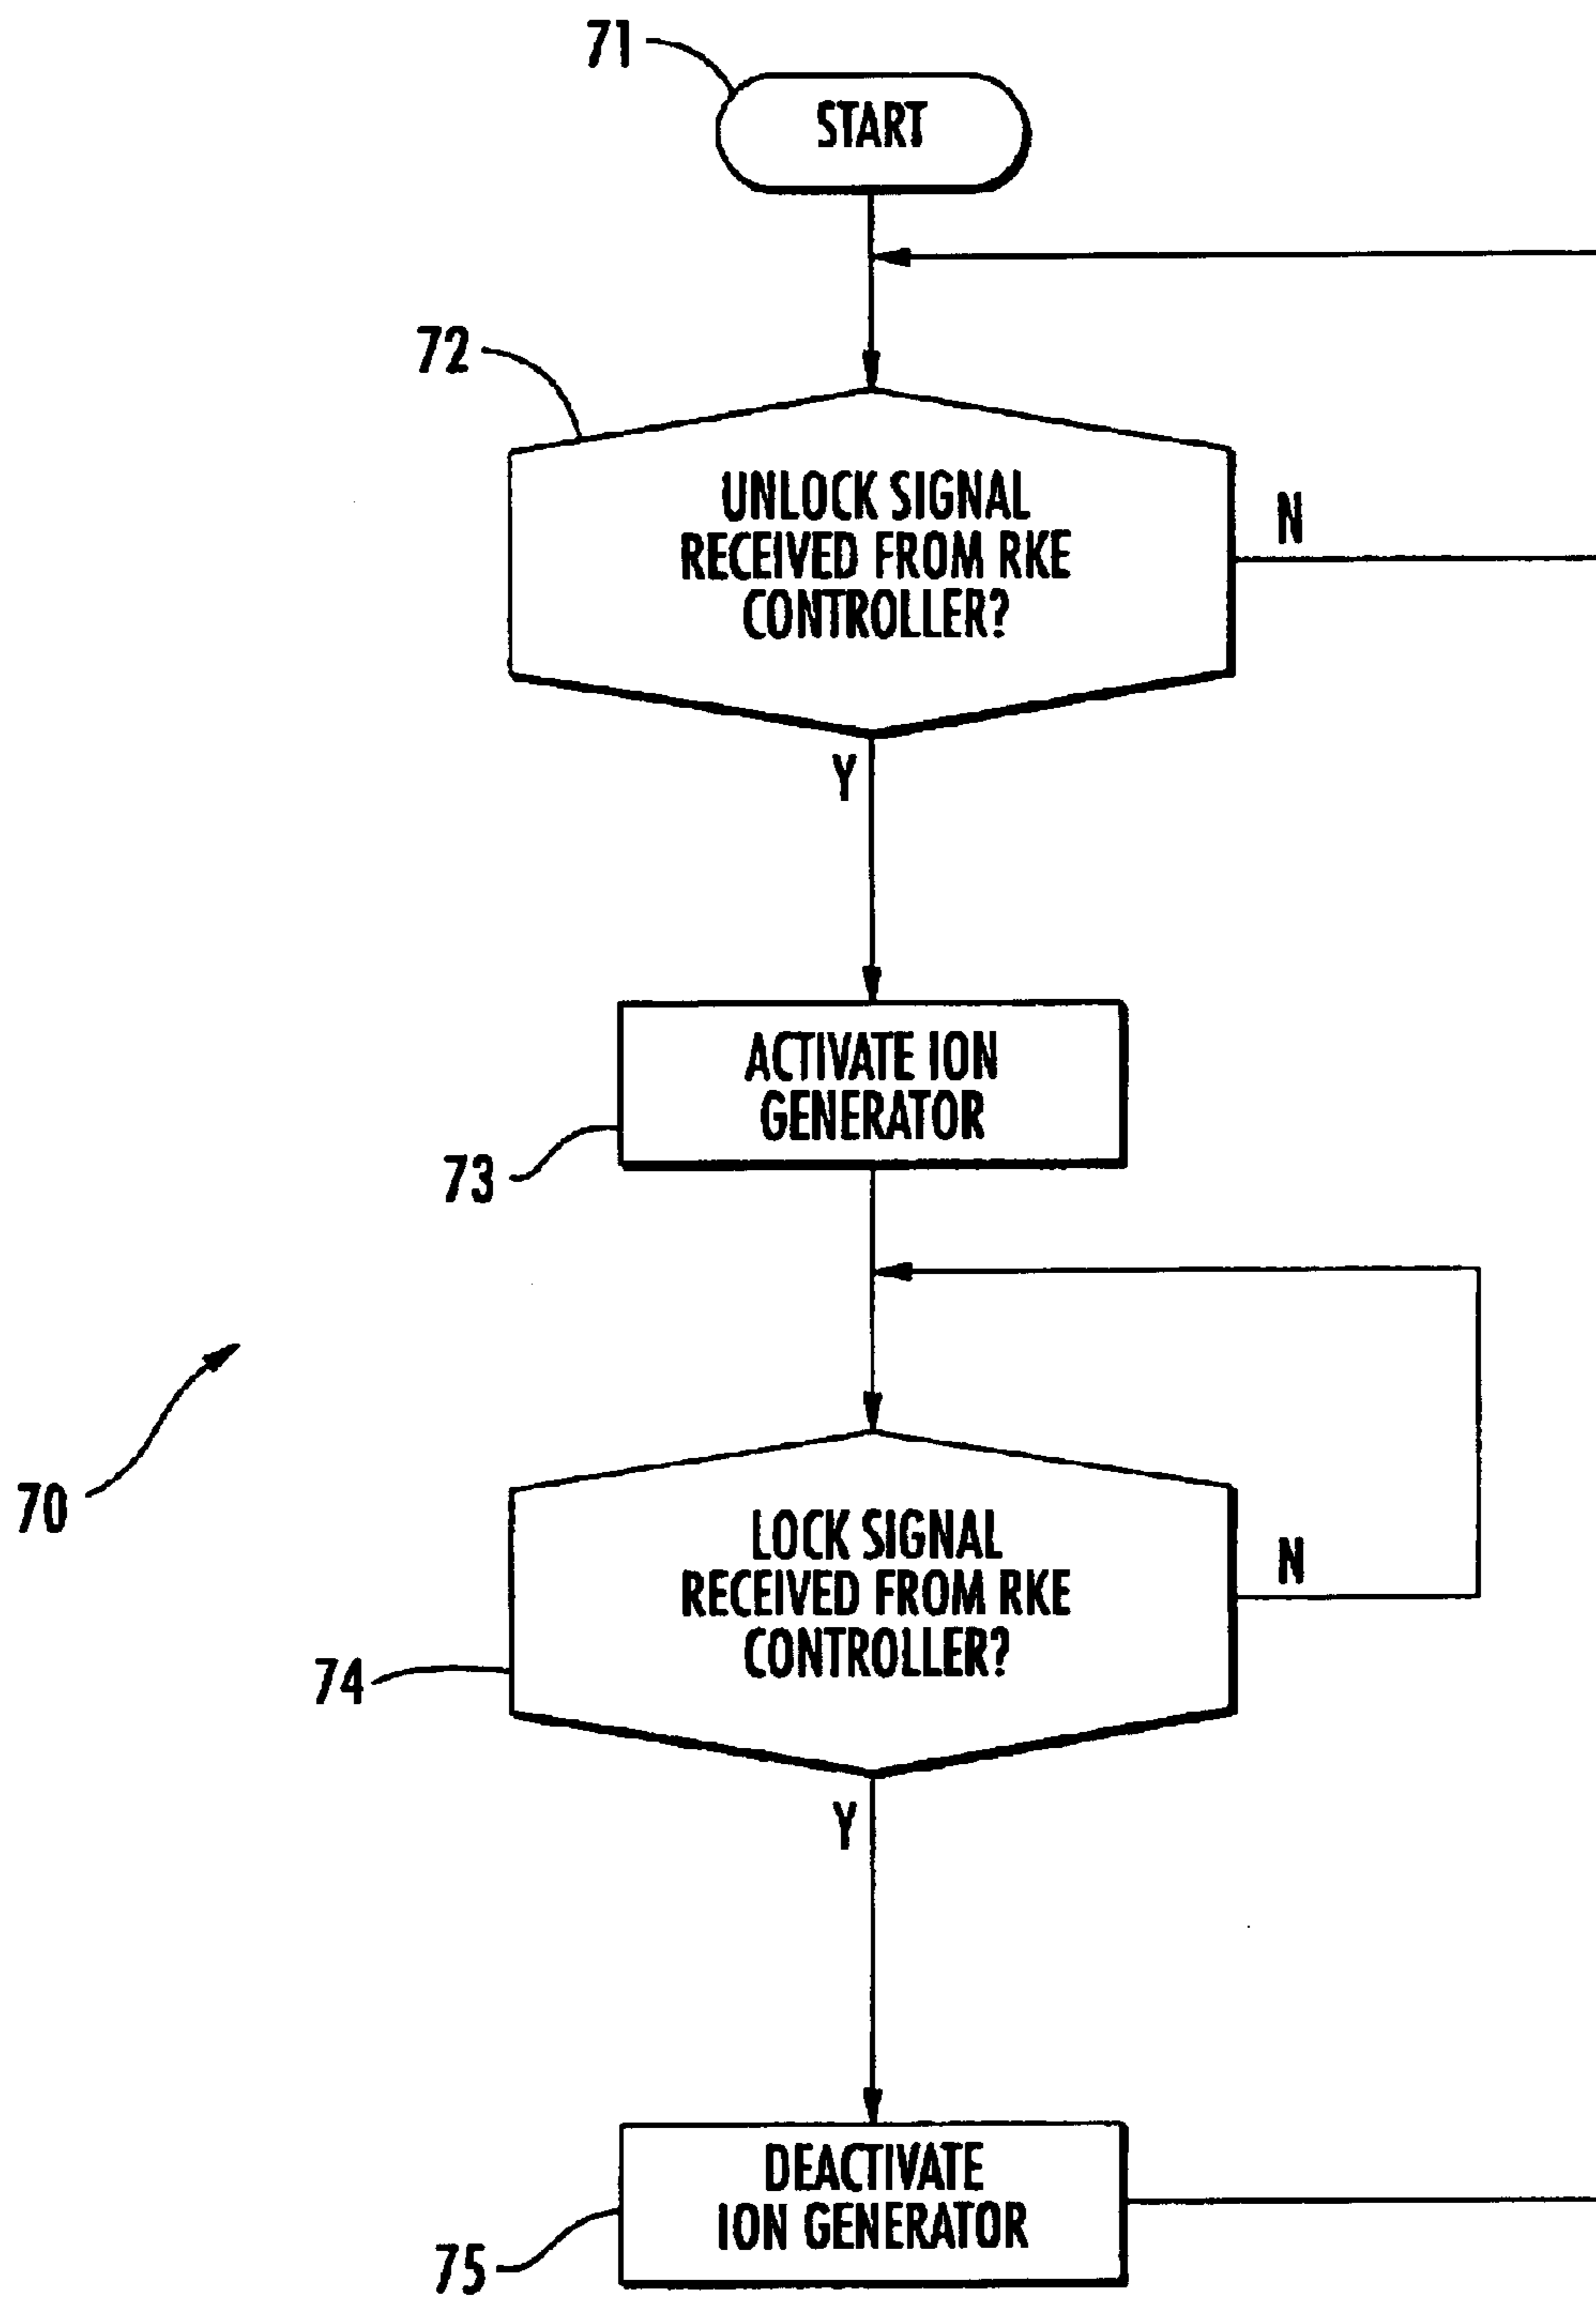 71
START
72
UNLOCK SIGNAL
RECEIVED FROM RKE
CONTROLLER?
N
Y
ACTIVATE ION
GENERATOR
73
70
LOCK SIGNAL
RECEIVED FROM RKE
CONTROLLER?
N
74
Y
DEACTIVATE
ION GENERATOR
75